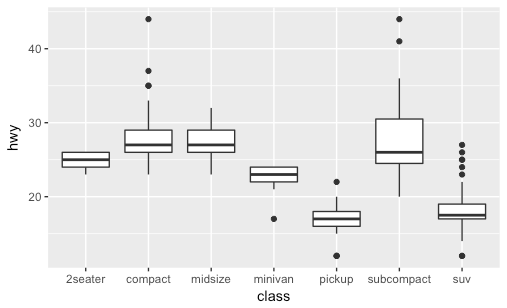 hwy
40
30
20
2seater compact midsize minivan pickup subcompact suv
class